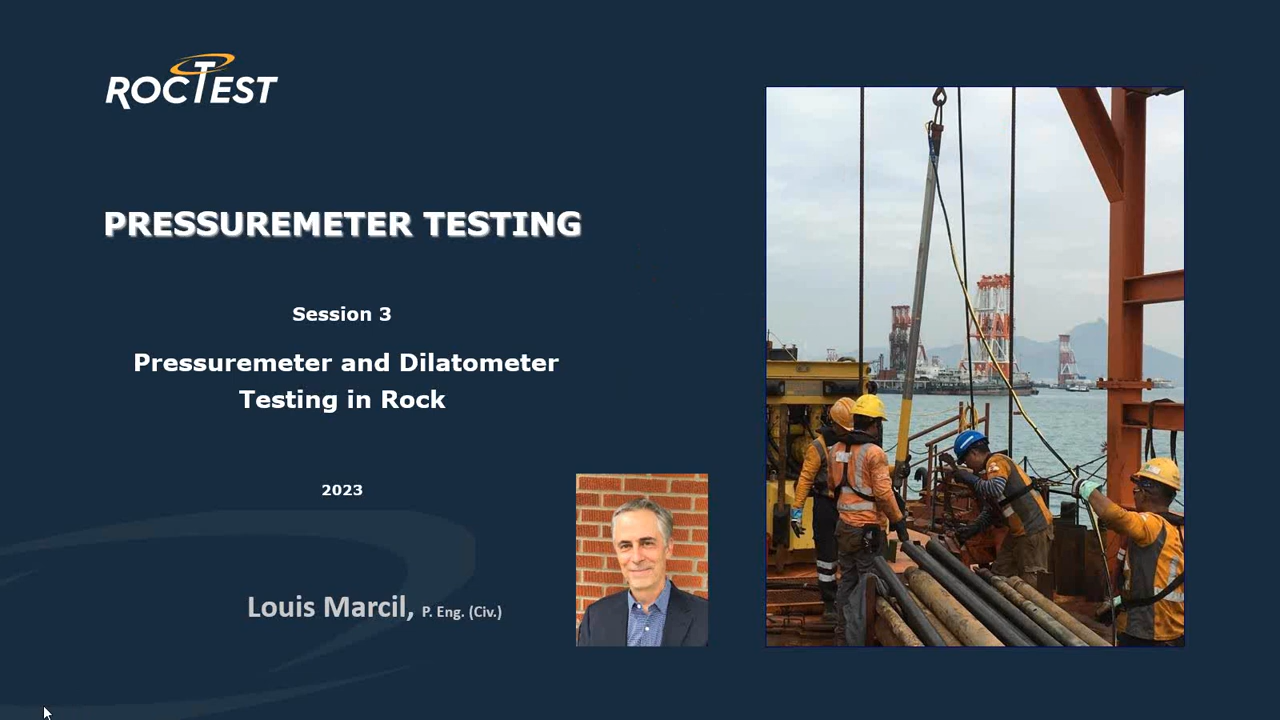 ROCTEST
PRESSUREMETER TESTING
Session 3
Pressuremeter and Dilatometer
Testing in Rock
2023
Louis Marcil, P. Eng. (Civ.)